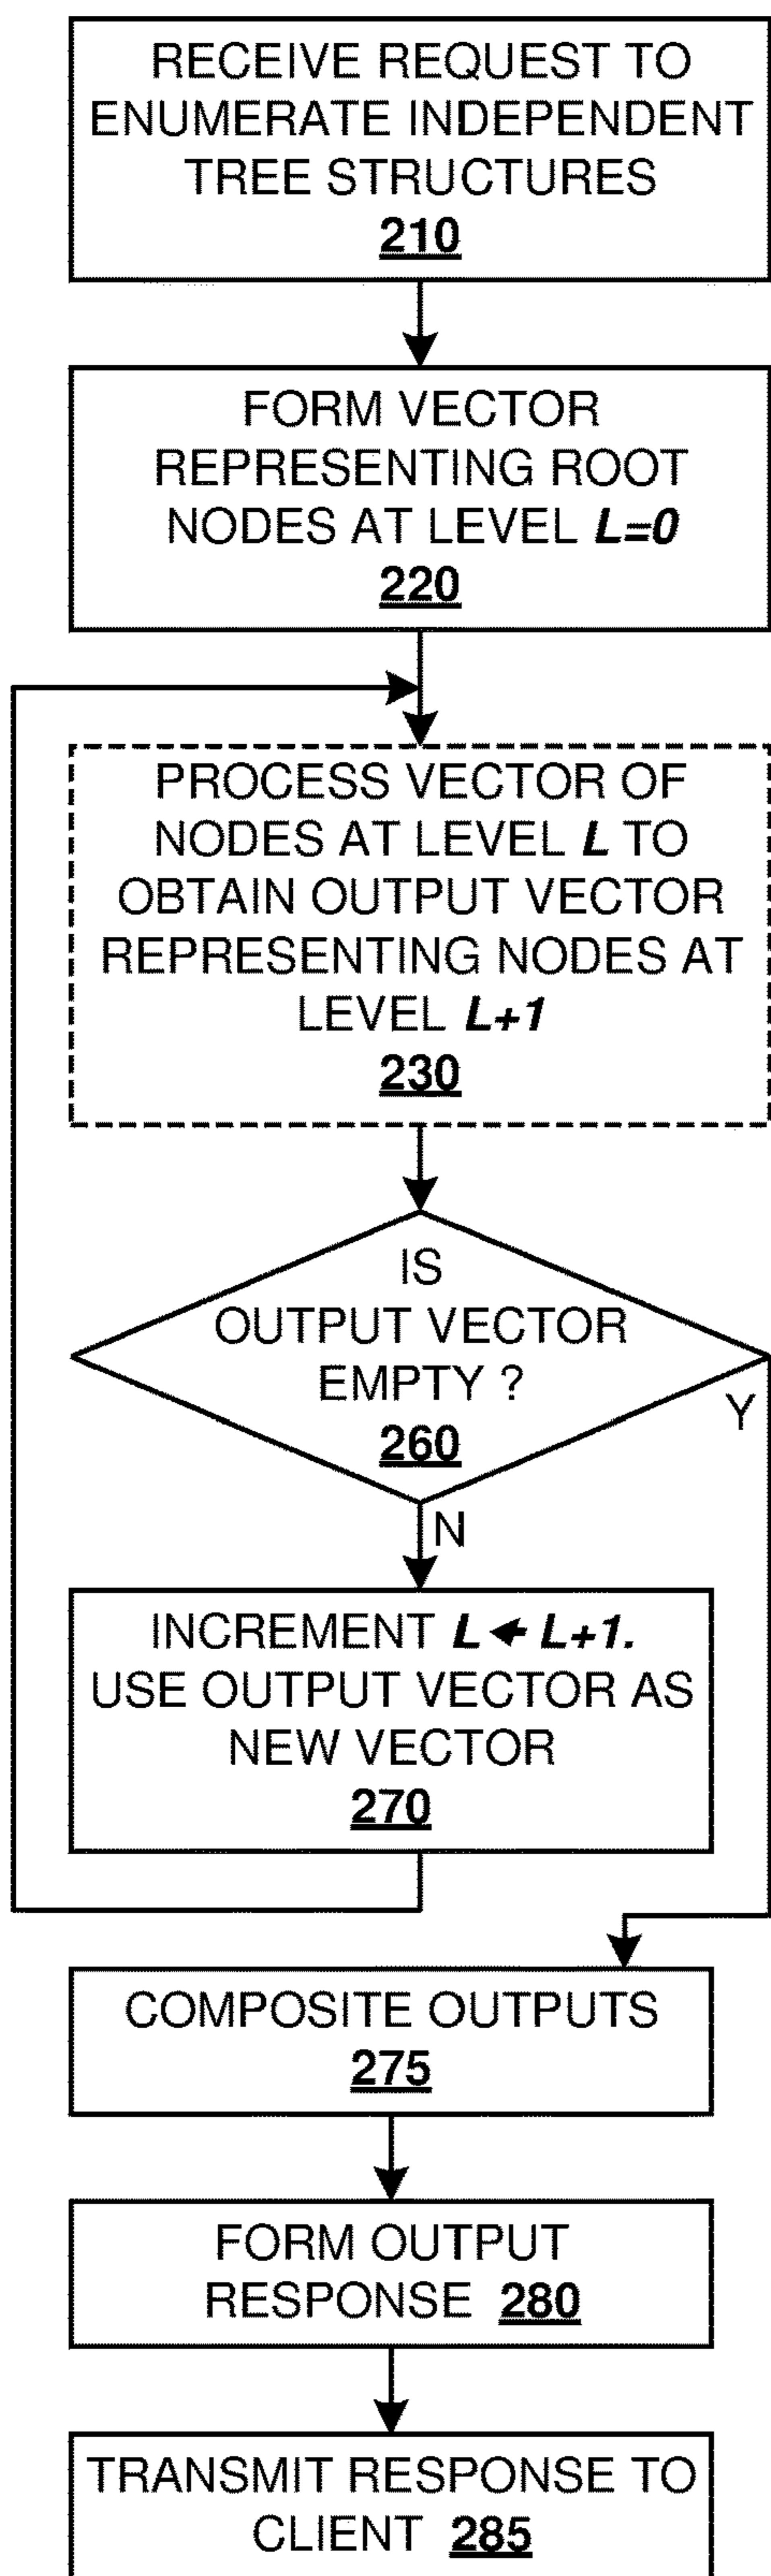 RECEIVE REQUEST TO
ENUMERATE INDEPENDENT
TREE STRUCTURES
210
FORM VECTOR
REPRESENTING ROOT
NODES AT LEVEL L=0
220
PROCESS VECTOR OF
NODES AT LEVEL L TO
OBTAIN OUTPUT VECTOR
REPRESENTING NODES AT
LEVEL L+1
230
IS
OUTPUT VECTOR
EMPTY ?
260
Y
N
INCREMENT L ← L+1.
USE OUTPUT VECTOR AS
NEW VECTOR
270
COMPOSITE OUTPUTS
275
FORM OUTPUT
RESPONSE 280
TRANSMIT RESPONSE TO
CLIENT 285